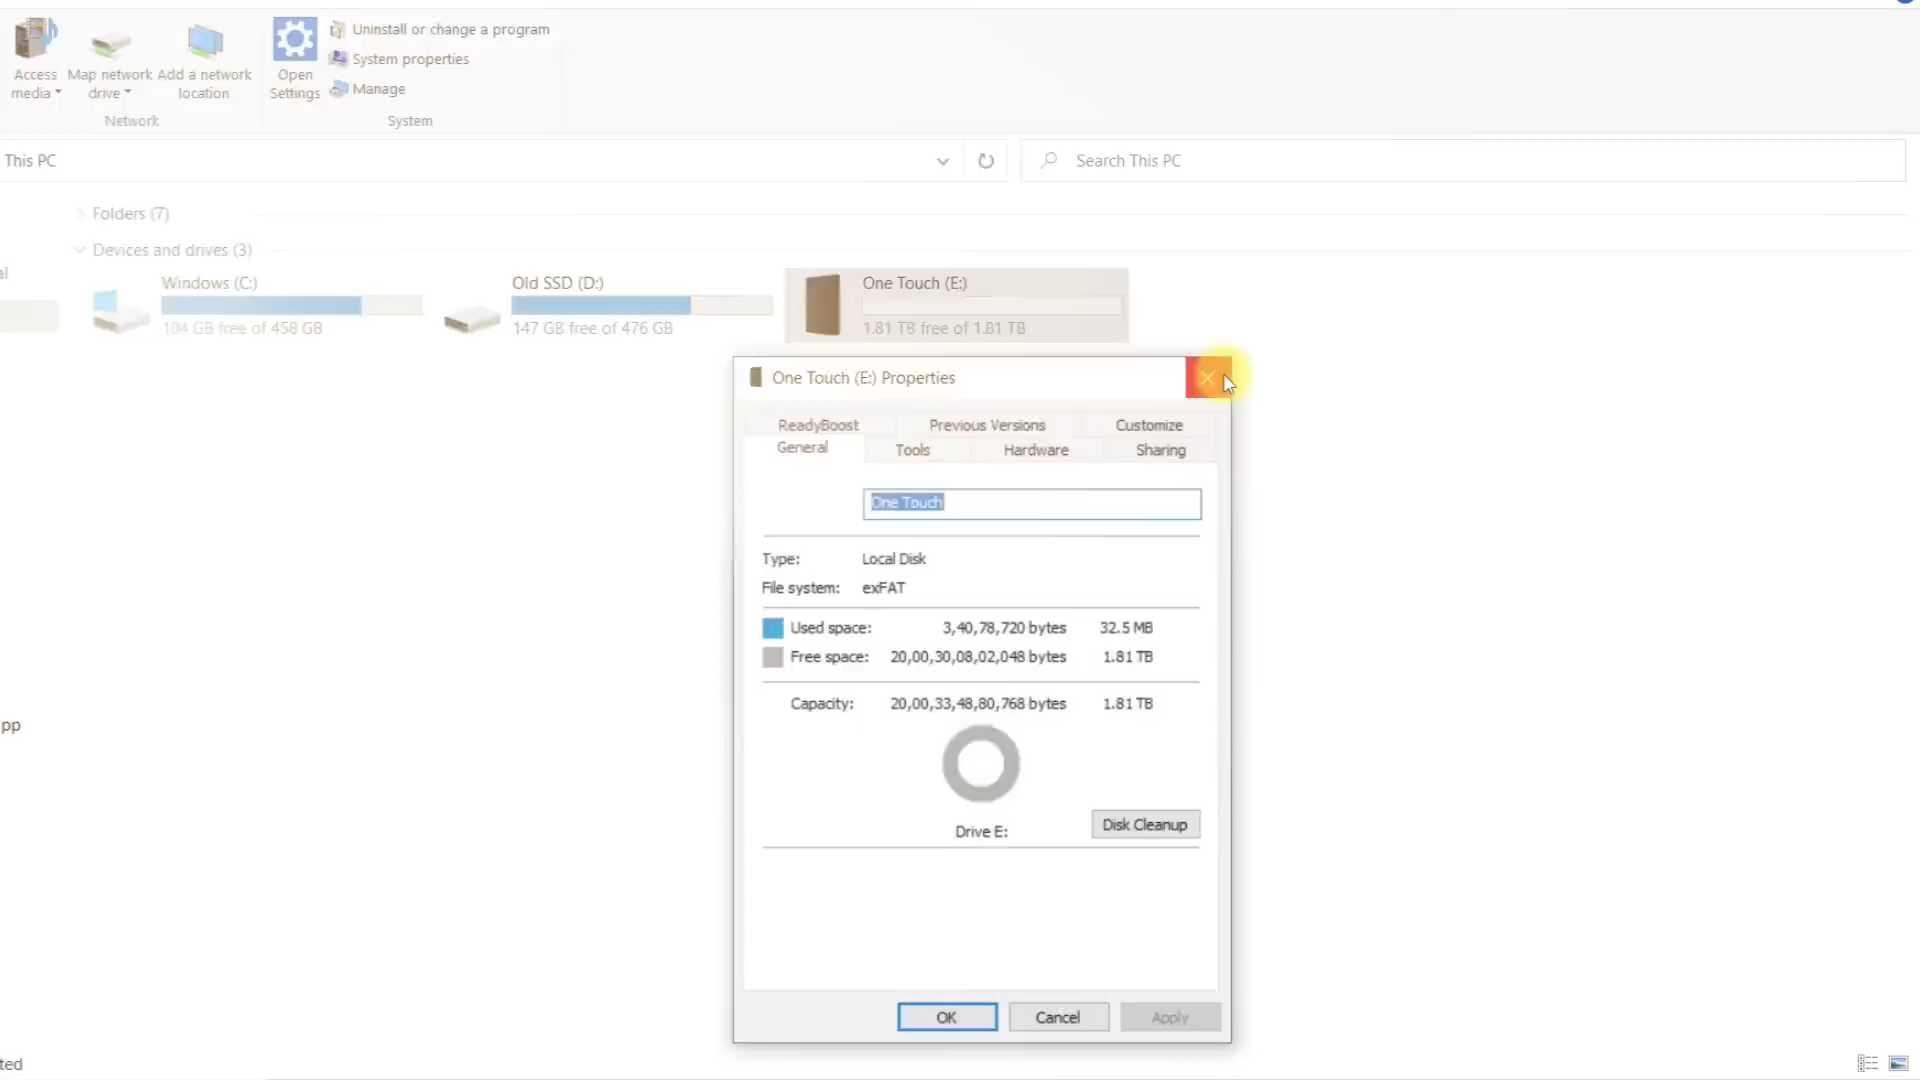 Uninstall or change a program
System properties
Manage
Access media
Map network drive
Add a network location
Open Settings
Network
System
This PC
Search This PC
Folders (7)
Devices and drives (3)
al
Windows (C:)
104 GB free of 458 GB
Old SSD (D:)
147 GB free of 476 GB
One Touch (E:)
1.81 TB free of 1.81 TB
One Touch (E:) Properties
ReadyBoost Previous Versions Customize
General Tools Hardware Sharing
One Touch
Type: Local Disk
File system: exFAT
Used space: 3,40,78,720 bytes 32.5 MB
Free space: 20,00,30,08,02,048 bytes 1.81 TB
Capacity: 20,00,33,48,80,768 bytes 1.81 TB
pp
Drive E:
Disk Cleanup
OK Cancel Apply
ted